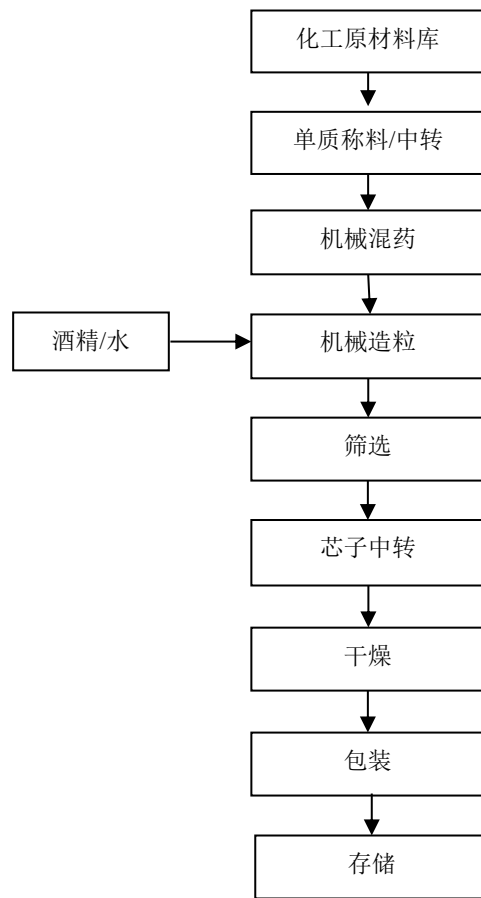 化工原材料库
单质称料/中转
机械混药
酒精/水
机械造粒
筛选
芯子中转
干燥
包装
存储